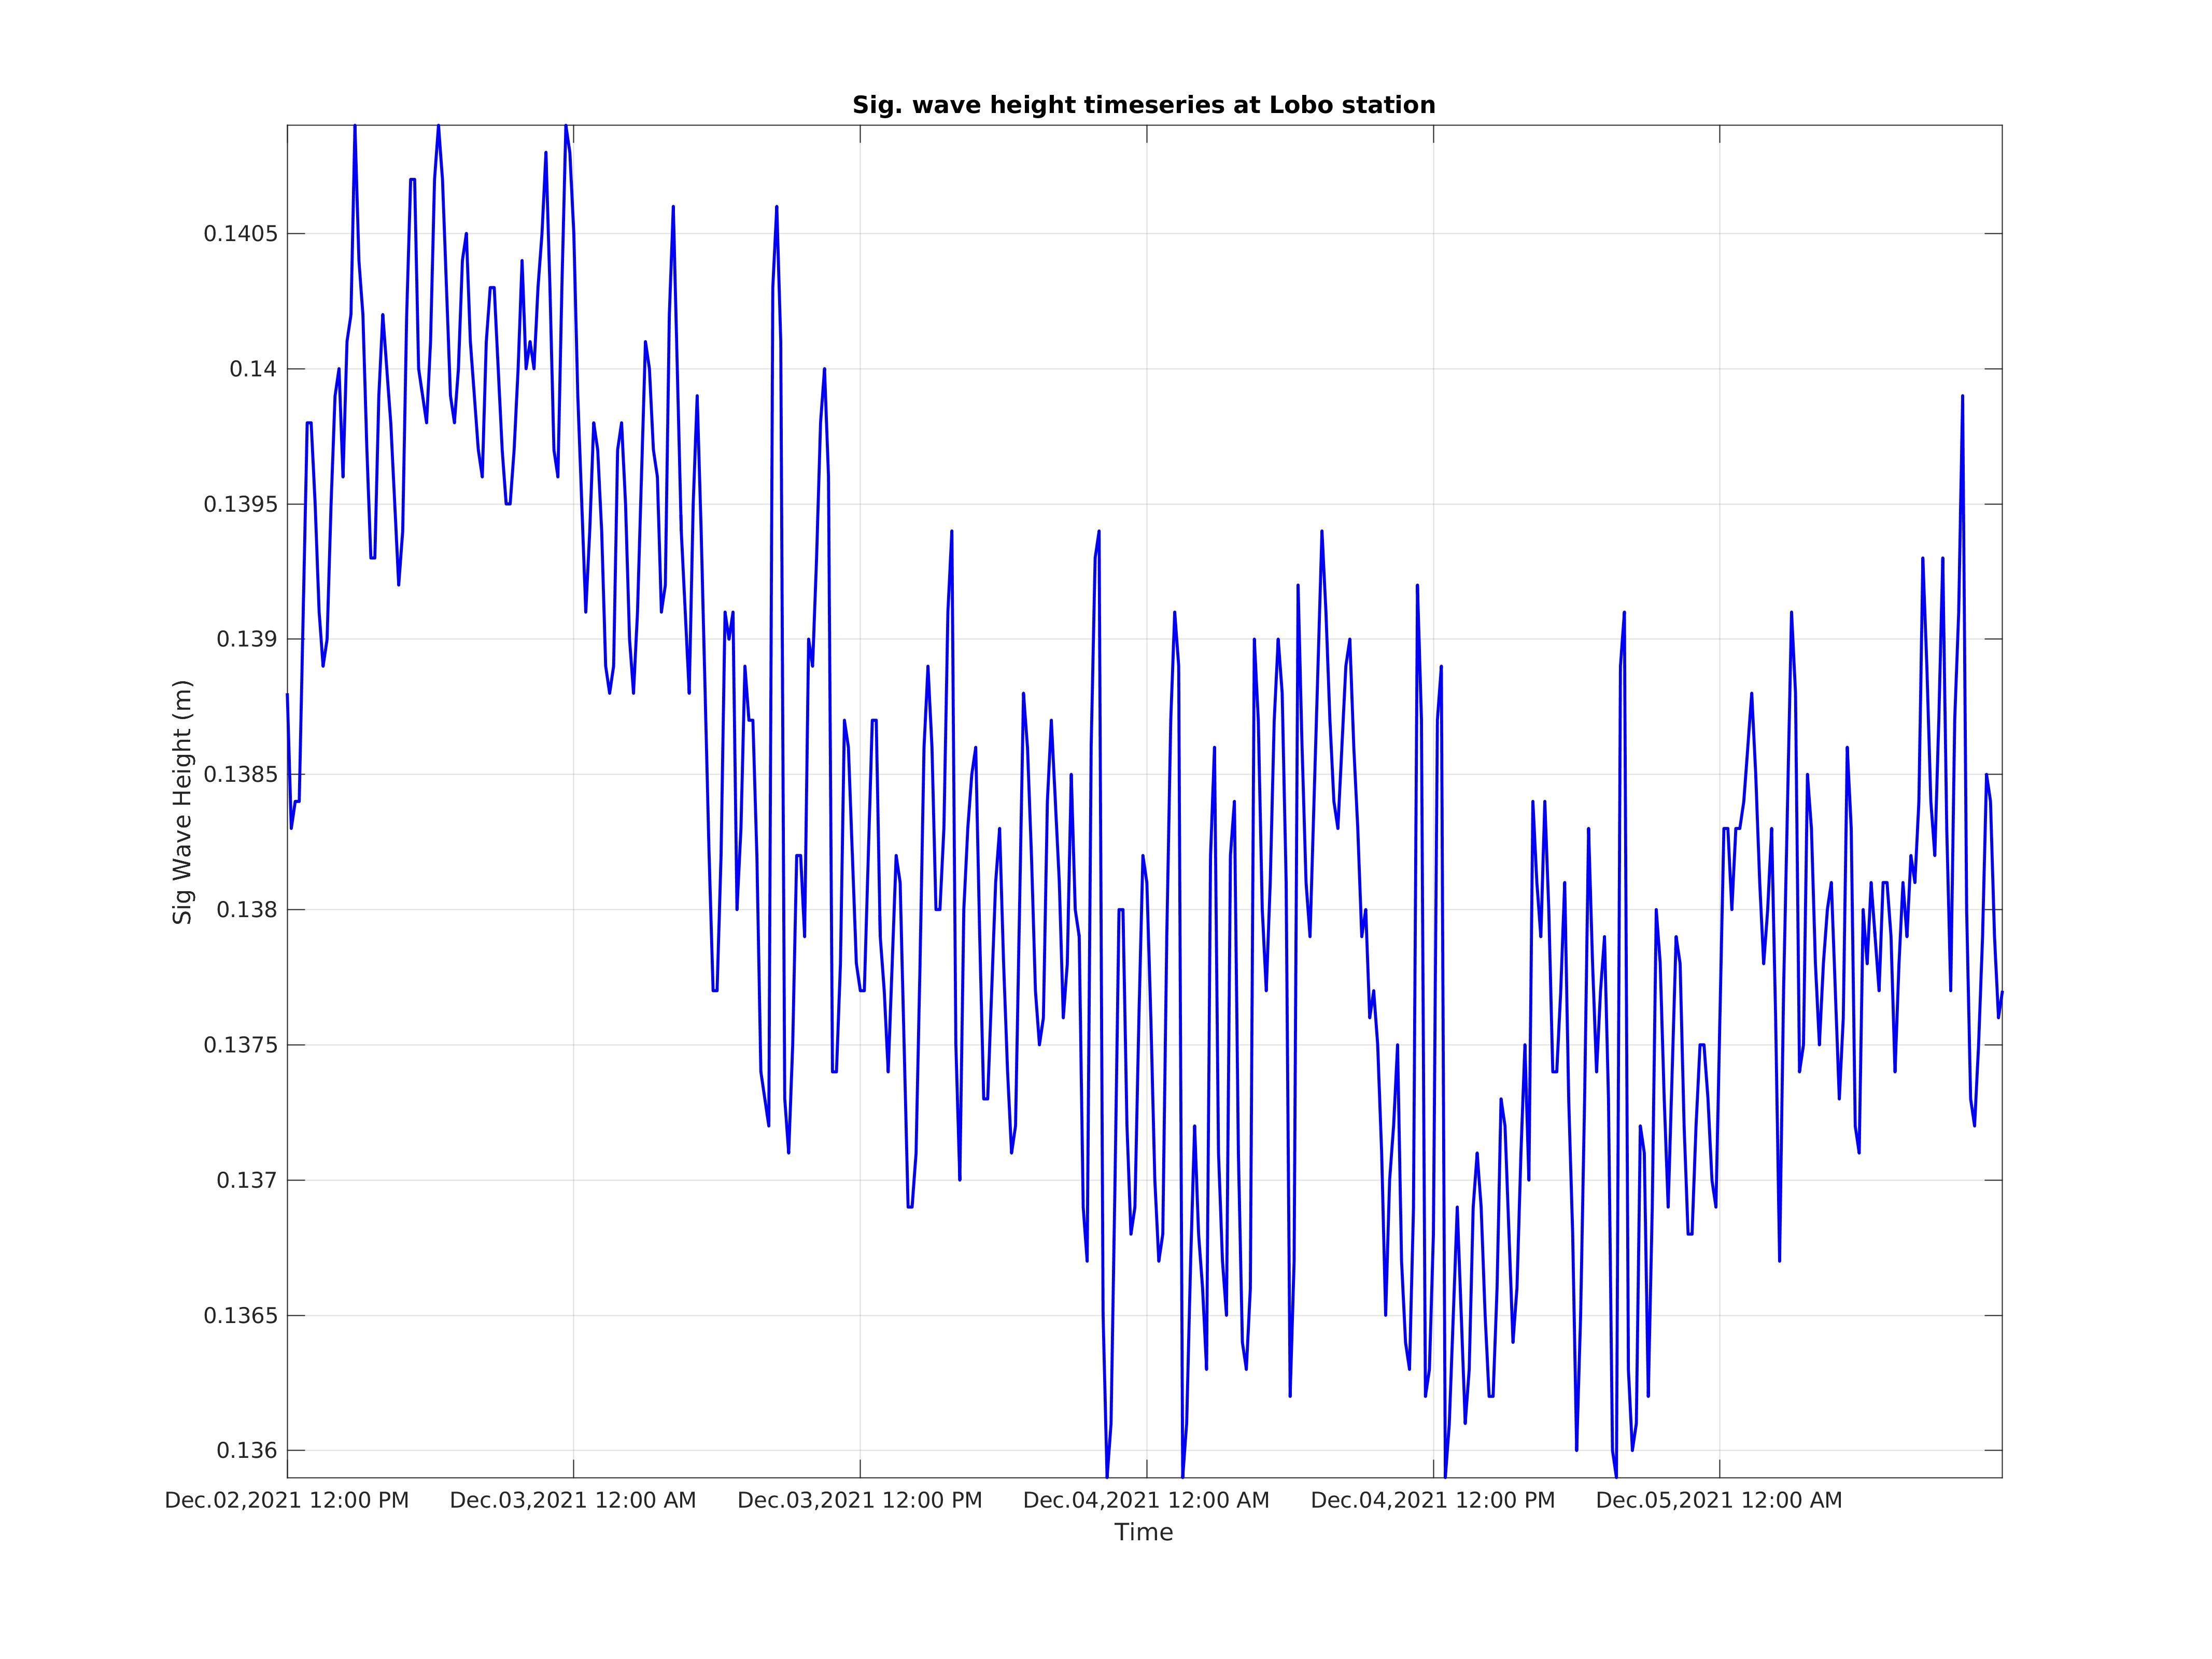 Sig. wave height timeseries at Lobo station
0.1405
0.14
0.1395
0.139
0.1385
0.138
0.1375
0.137
0.1365
0.136
Sig Wave Height (m)
Dec.02,2021 12:00 PM
Dec.03,2021 12:00 AM
Dec.03,2021 12:00 PM
Dec.04,2021 12:00 AM
Dec.04,2021 12:00 PM
Dec.05,2021 12:00 AM
Time